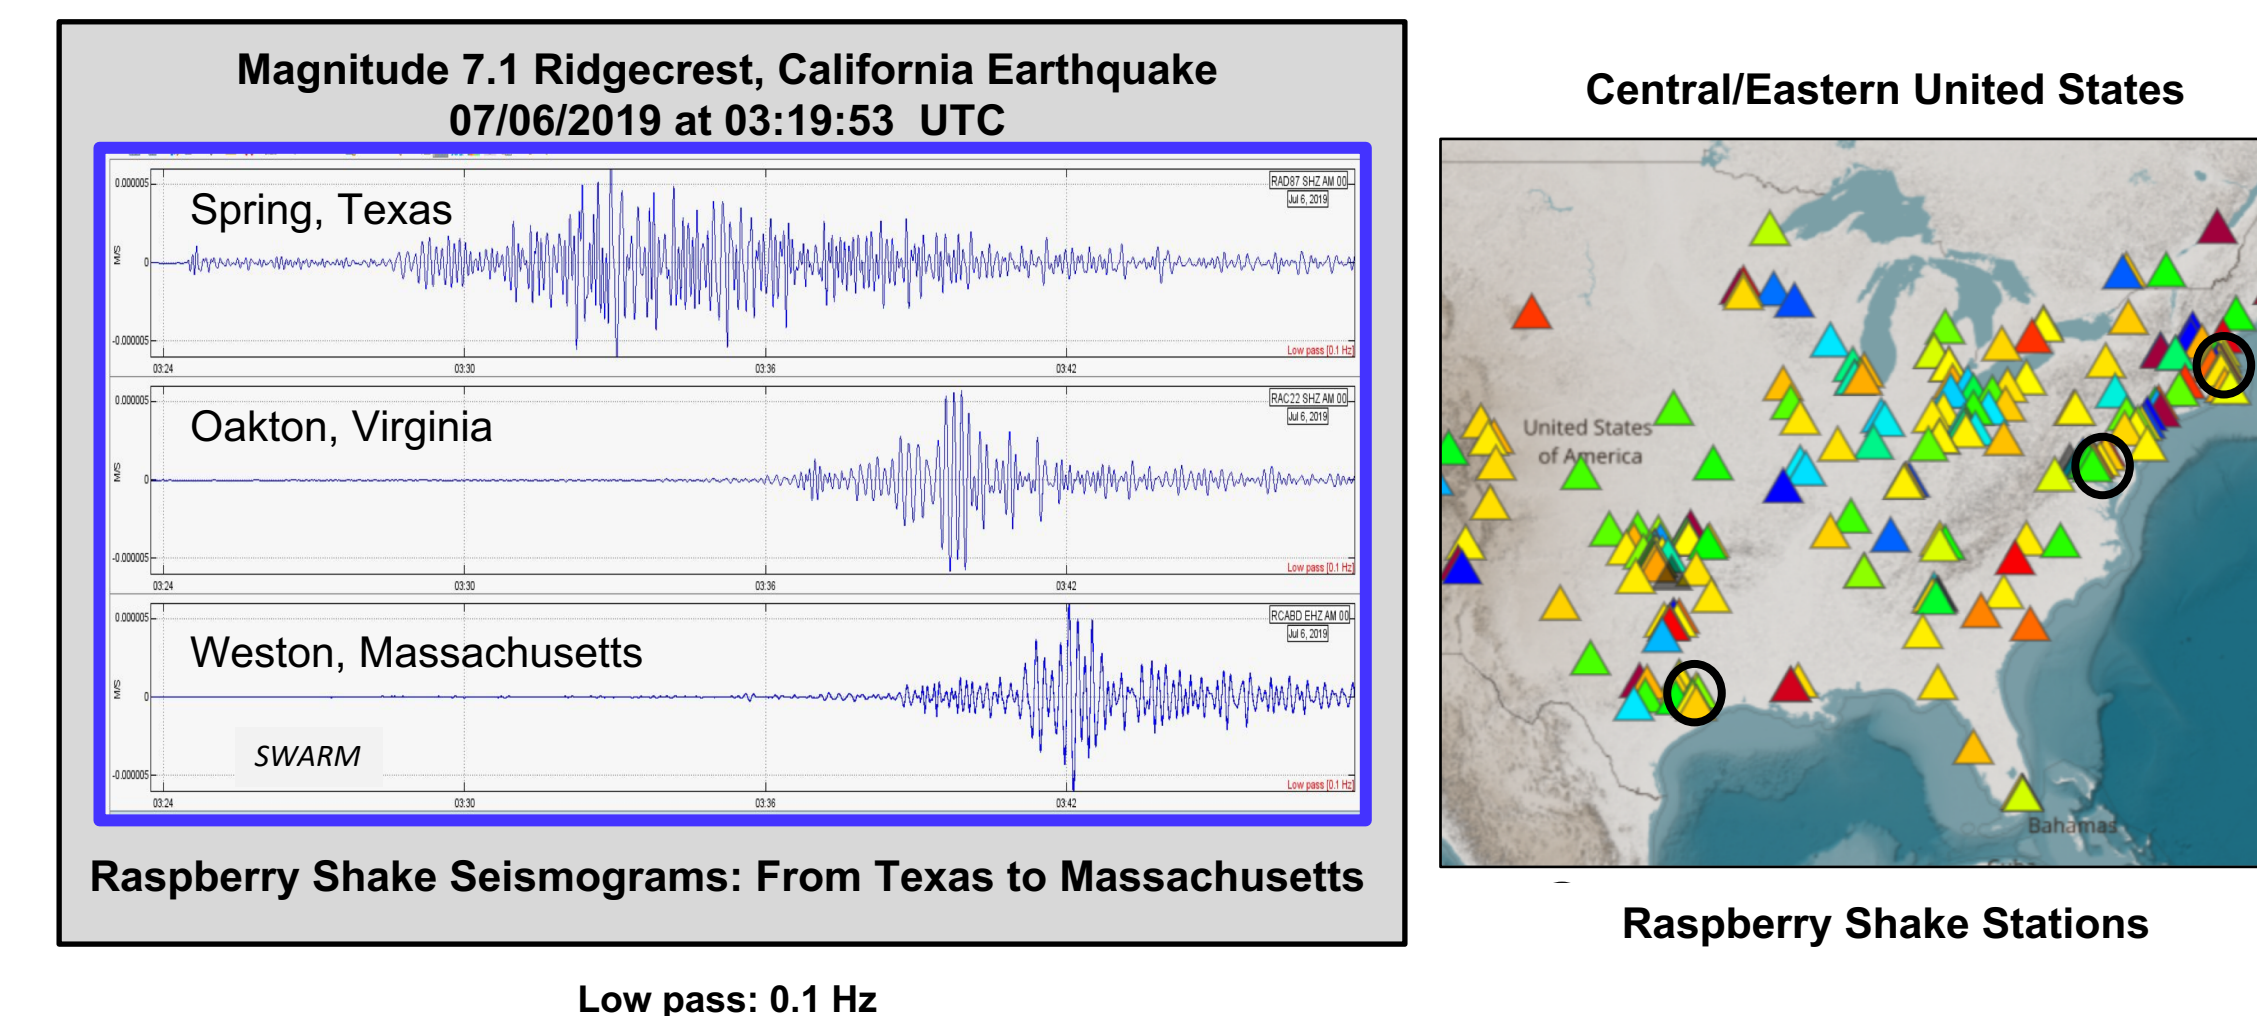 Magnitude 7.1 Ridgecrest, California Earthquake
07/06/2019 at 03:19:53 UTC
Spring, Texas
RAD87 SHZ AM 00
Jul 6, 2019
0.000005
M/S
0
-0.000005
Low pass [0.1 Hz]
03:24 03:30 03:36 03:42
Oakton, Virginia
RAC22 SHZ AM 00
Jul 6, 2019
0.000005
M/S
0
-0.000005
Low pass [0.1 Hz]
03:24 03:30 03:36 03:42
Weston, Massachusetts
RCABD EHZ AM 00
Jul 6, 2019
0.000005
M/S
0
SWARM
-0.000005
Low pass [0.1 Hz]
03:24 03:30 03:36 03:42
Raspberry Shake Seismograms: From Texas to Massachusetts
Low pass: 0.1 Hz
Central/Eastern United States
United States
of America
Bahamas
Raspberry Shake Stations